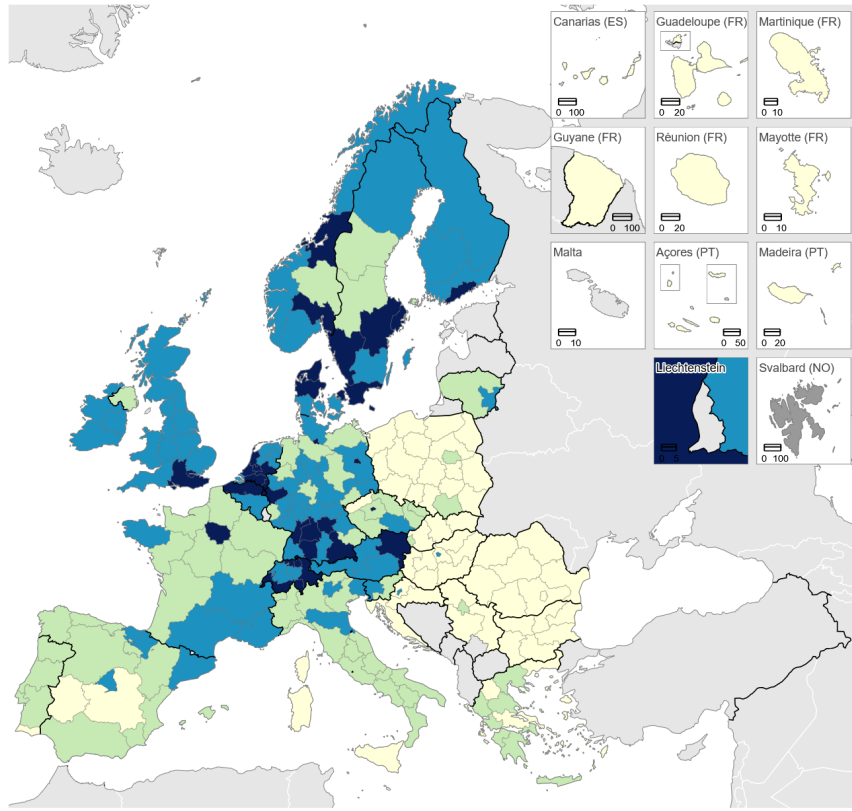 Canarias (ES)
0 100
Guadeloupe (FR)
0 20
Martinique (FR)
0 10
Guyane (FR)
0 100
Réunion (FR)
0 20
Mayotte (FR)
0 10
Malta
0 10
Açores (PT)
0 50
Madeira (PT)
0 20
Liechtenstein
0 5
Svalbard (NO)
0 100